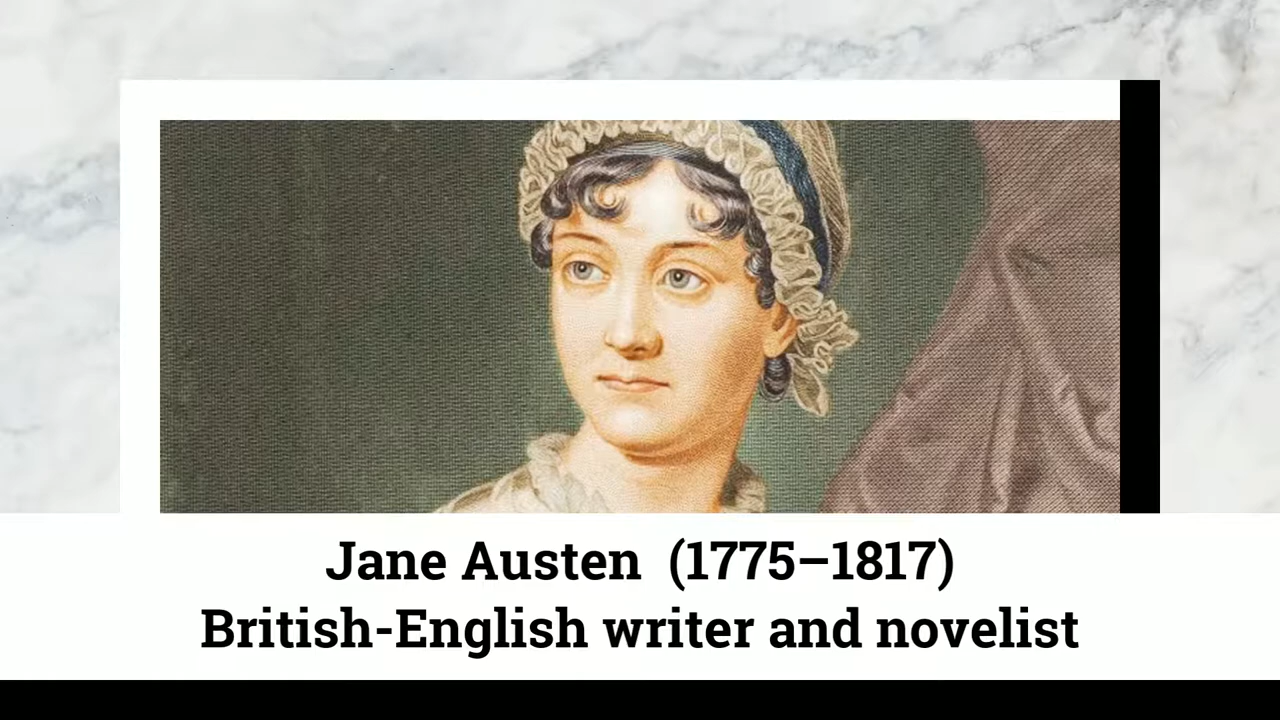 Jane Austen (1775–1817)
British-English writer and novelist